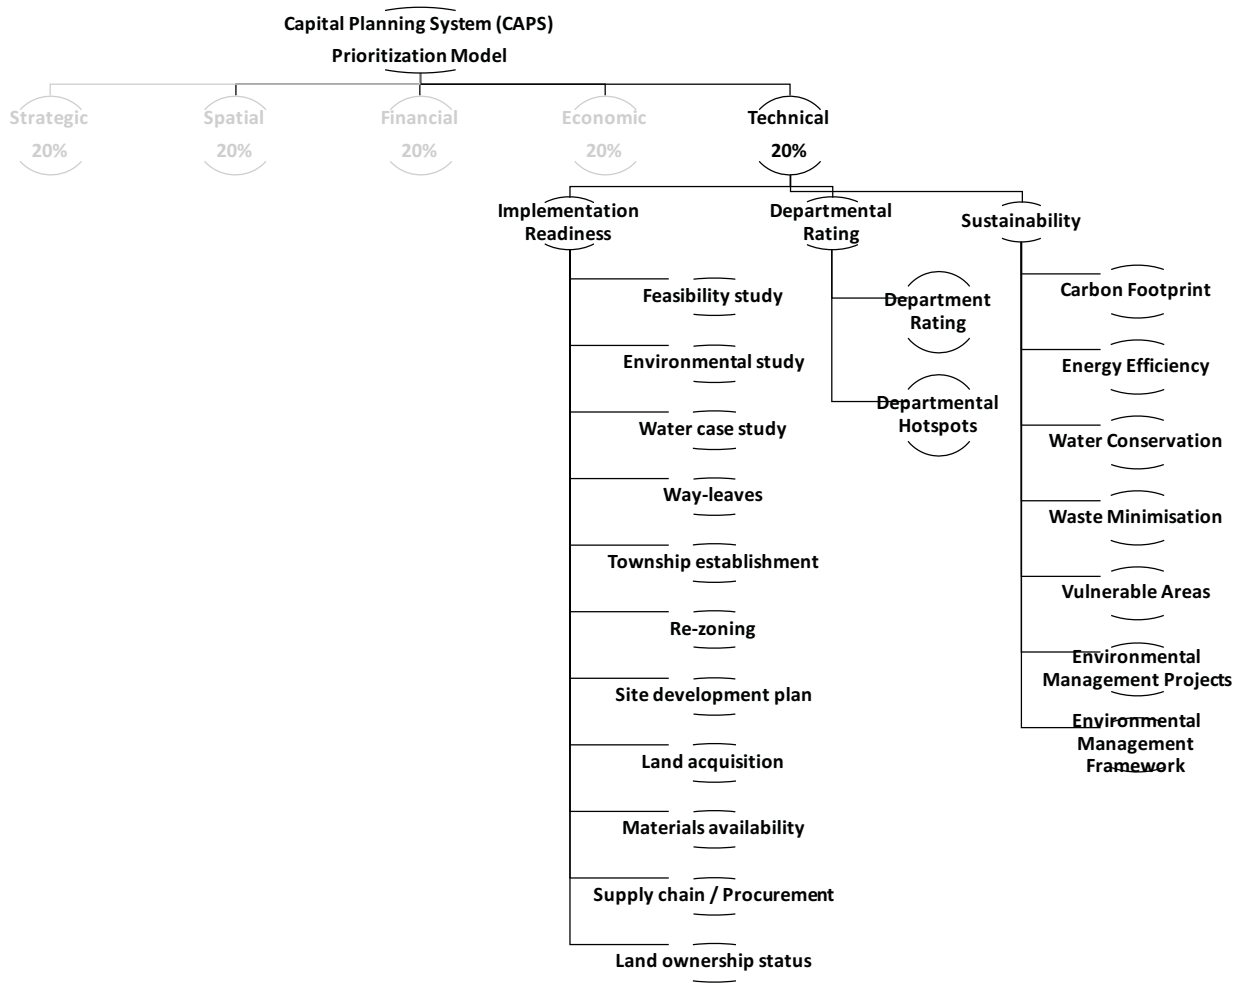 Capital Planning System (CAPS)
Prioritization Model
Strategic
20%
Spatial
20%
Financial
20%
Economic
20%
Technical
20%
Implementation
Readiness
Feasibility study
Environmental study
Water case study
Way-leaves
Township establishment
Re-zoning
Site development plan
Land acquisition
Materials availability
Supply chain / Procurement
Land ownership status
Departmental
Rating
Department
Rating
Departmental
Hotspots
Sustainability
Carbon Footprint
Energy Efficiency
Water Conservation
Waste Minimisation
Vulnerable Areas
Environmental
Management Projects
Environmental
Management
Framework